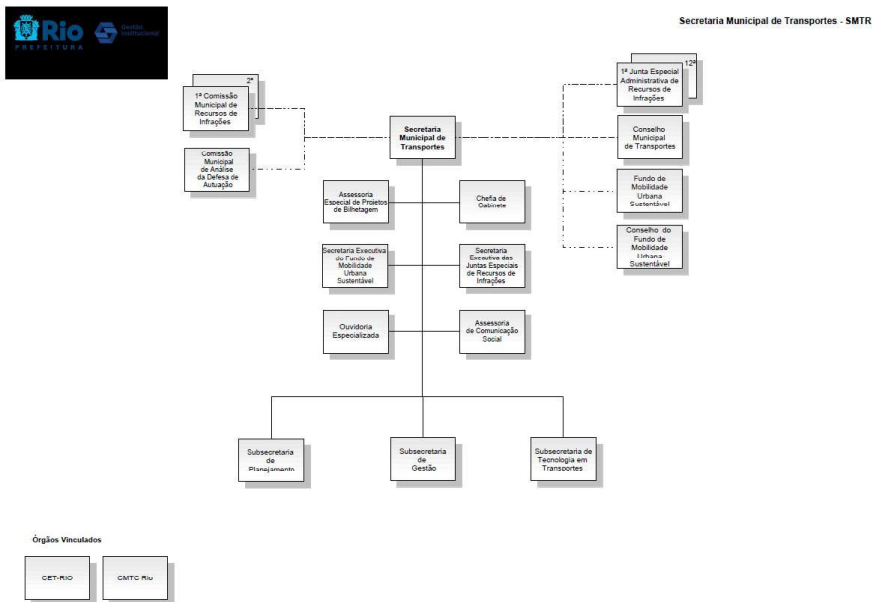 Rio
PREFEITURA
Gestão
Institucional
Secretaria Municipal de Transportes - SMTR
2ª
1ª Comissão
Municipal de
Recursos de
Infrações
Comissão
Municipal
de Análise
da Defesa de
Autuação
Secretaria
Municipal de
Transportes
12ª
1ª Junta Especial
Administrativa de
Recursos de
Infrações
Conselho
Municipal
de Transportes
Fundo de
Mobilidade
Urbana
Sustentável
Conselho do
Fundo de
Mobilidade
Urbana
Sustentável
Assessoria
Especial de Projetos
de Bilhetagem
Chefia de
Gabinete
Secretaria Executiva
do Fundo de
Mobilidade
Urbana
Sustentável
Secretaria
Executiva das
Juntas Especiais
de Recursos de
Infrações
Ouvidoria
Especializada
Assessoria
de Comunicação
Social
Subsecretaria
de
Planejamento
Subsecretaria
de
Gestão
Subsecretaria de
Tecnologia em
Transportes
Órgãos Vinculados
CET-RIO
CMTC Rio